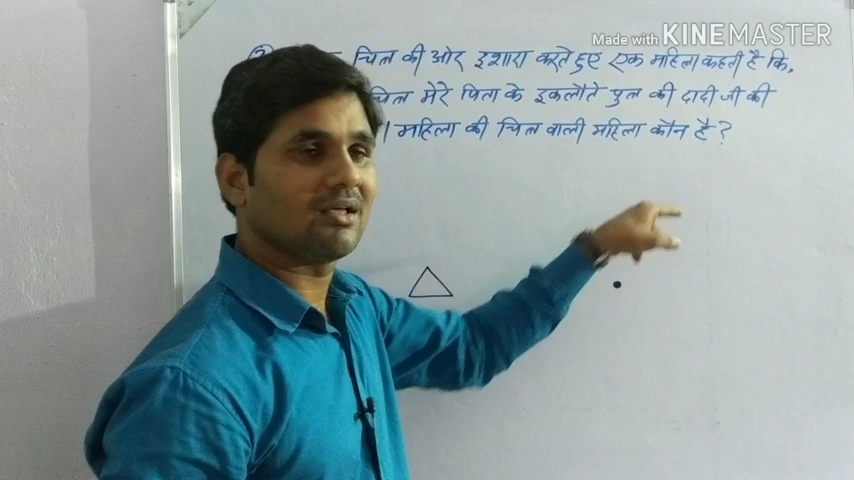 Made with KINEMASTER
चित्र की ओर इशारा करते हुए एक महिला कहती है कि,
चित्र मेरे पिता के इकलौते पुत्र की दादी जी की
। महिला की चित्र वाली महिला कौन है?